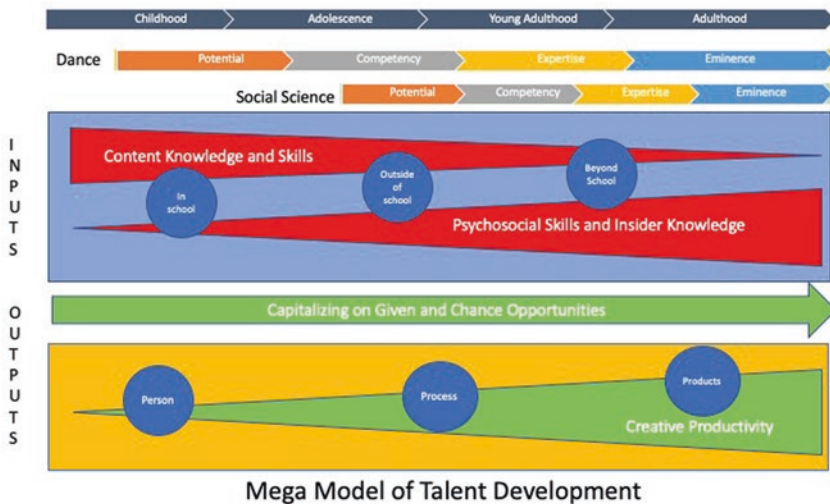 Childhood Adolescence Young Adulthood Adulthood
Dance Potential Competency Expertise Eminence
Social Science Potential Competency Expertise Eminence
INPUTS
Content Knowledge and Skills
In
school
Outside
of
school
Beyond
School
Psychosocial Skills and Insider Knowledge
Capitalizing on Given and Chance Opportunities
OUTPUTS
Person
Process
Products
Creative Productivity
Mega Model of Talent Development